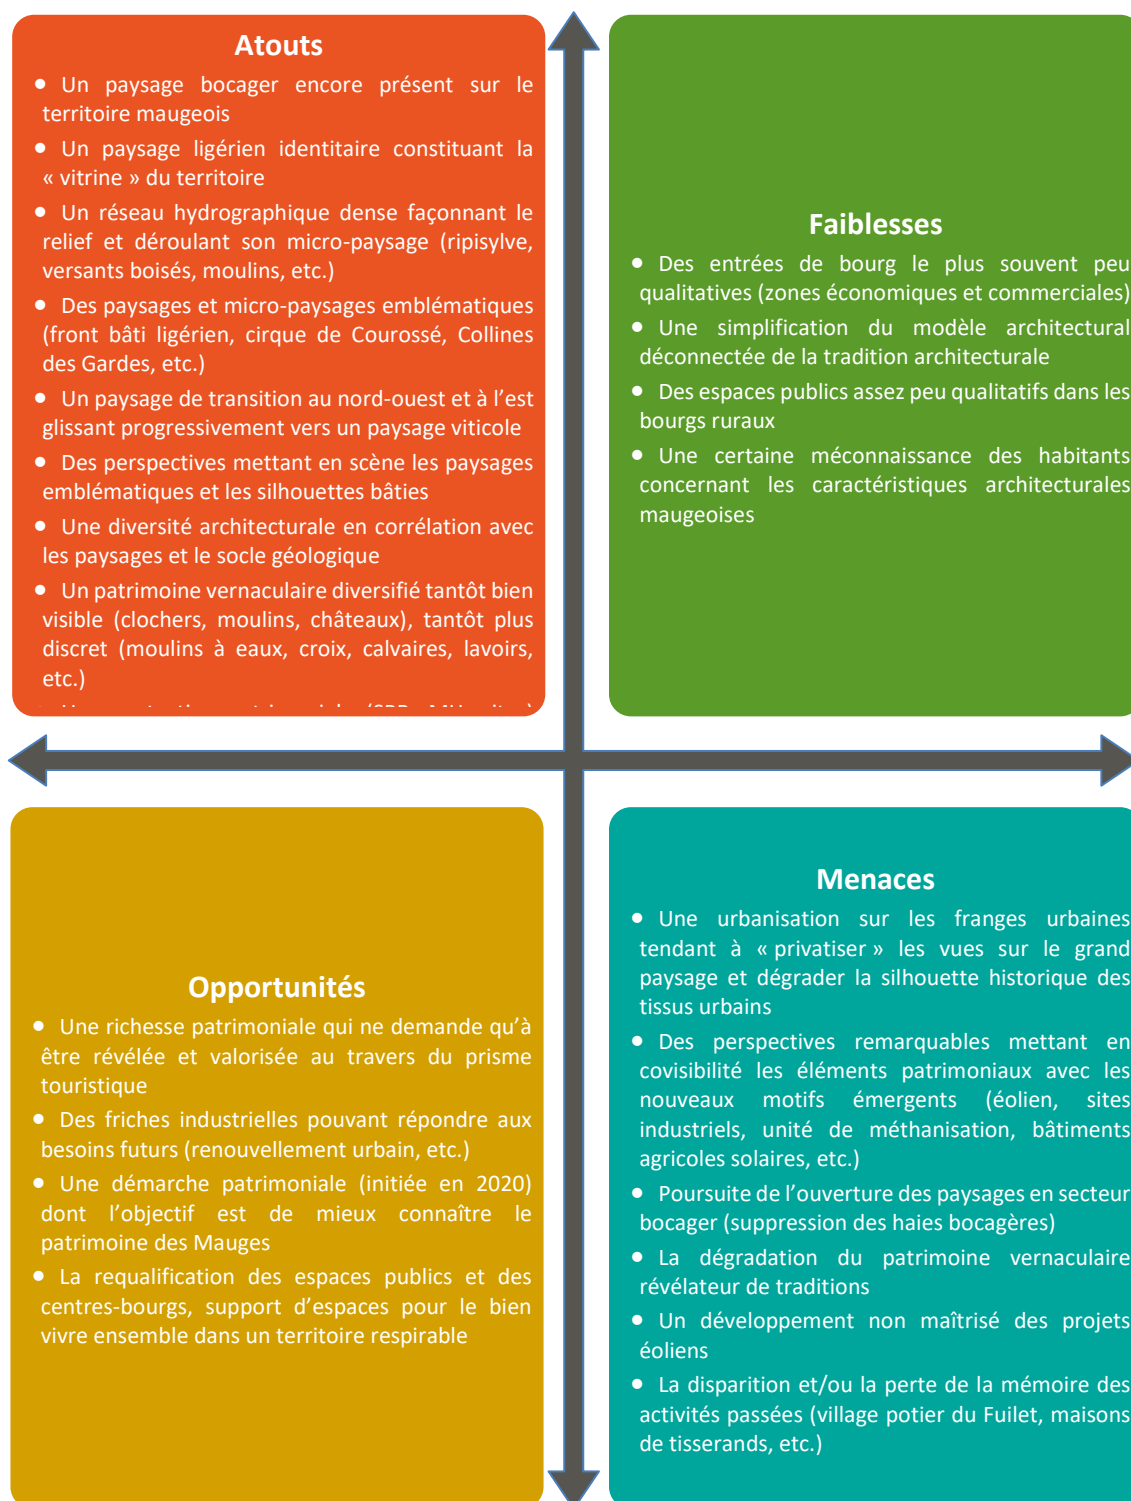 Atouts
• Un paysage bocager encore présent sur le
territoire maugeois
• Un paysage ligérien identitaire constituant la
« vitrine » du territoire
• Un réseau hydrographique dense façonnant le
relief et déroulant son micro-paysage (ripisylve,
versants boisés, moulins, etc.)
• Des paysages et micro-paysages emblématiques
(front bâti ligérien, cirque de Courossé, Collines
des Gardes, etc.)
• Un paysage de transition au nord-ouest et à l'est
glissant progressivement vers un paysage viticole
• Des perspectives mettant en scène les paysages
emblématiques et les silhouettes bâties
• Une diversité architecturale en corrélation avec
les paysages et le socle géologique
• Un patrimoine vernaculaire diversifié tantôt bien
visible (clochers, moulins, châteaux), tantôt plus
discret (moulins à eaux, croix, calvaires, lavoirs,
etc.)
Faiblesses
• Des entrées de bourg le plus souvent peu
qualitatives (zones économiques et commerciales)
• Une simplification du modèle architectural
déconnectée de la tradition architecturale
• Des espaces publics assez peu qualitatifs dans les
bourgs ruraux
• Une certaine méconnaissance des habitants
concernant les caractéristiques architecturales
maugeoises
Opportunités
• Une richesse patrimoniale qui ne demande qu'à
être révélée et valorisée au travers du prisme
touristique
• Des friches industrielles pouvant répondre aux
besoins futurs (renouvellement urbain, etc.)
• Une démarche patrimoniale (initiée en 2020)
dont l'objectif est de mieux connaître le
patrimoine des Mauges
• La requalification des espaces publics et des
centres-bourgs, support d'espaces pour le bien
vivre ensemble dans un territoire respirable
Menaces
• Une urbanisation sur les franges urbaines
tendant à « privatiser » les vues sur le grand
paysage et dégrader la silhouette historique des
tissus urbains
• Des perspectives remarquables mettant en
covisibilité les éléments patrimoniaux avec les
nouveaux motifs émergents (éolien, sites
industriels, unité de méthanisation, bâtiments
agricoles solaires, etc.)
• Poursuite de l'ouverture des paysages en secteur
bocager (suppression des haies bocagères)
• La dégradation du patrimoine vernaculaire
révélateur de traditions
• Un développement non maîtrisé des projets
éoliens
• La disparition et/ou la perte de la mémoire des
activités passées (village potier du Fuilet, maisons
de tisserands, etc.)